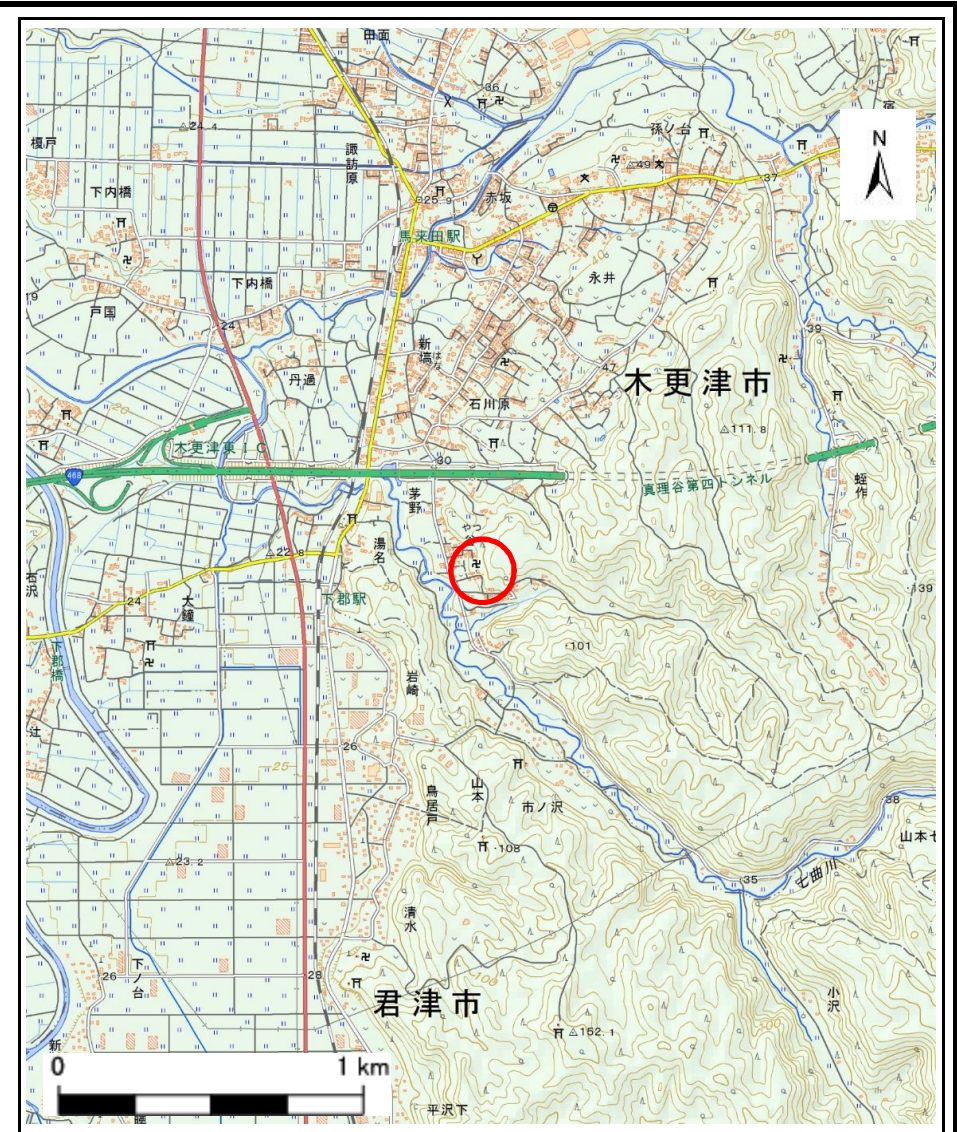 田面
36
24.4
榎戸
諏訪原
孫ノ台
49
37
N
下内橋
25.9
赤坂
馬来田駅
永井
下内橋
戸国
24
新塙
はな
39
47
丹過
木更津市
石川原
111.8
木更津東IC
30
468
真理谷第四トンネル
茅野
蛭作
やつ
湯名
22.8
石沢
24
大鐘
下郡駅
139
101
下郡橋
岩崎
辻
26
25
鳥居戸
山本
市ノ沢
38
山本七
108
23.2
35
七曲川
清水
下ノ台
26
28
小沢
君津市
152.1
新
0
1 km
平沢下